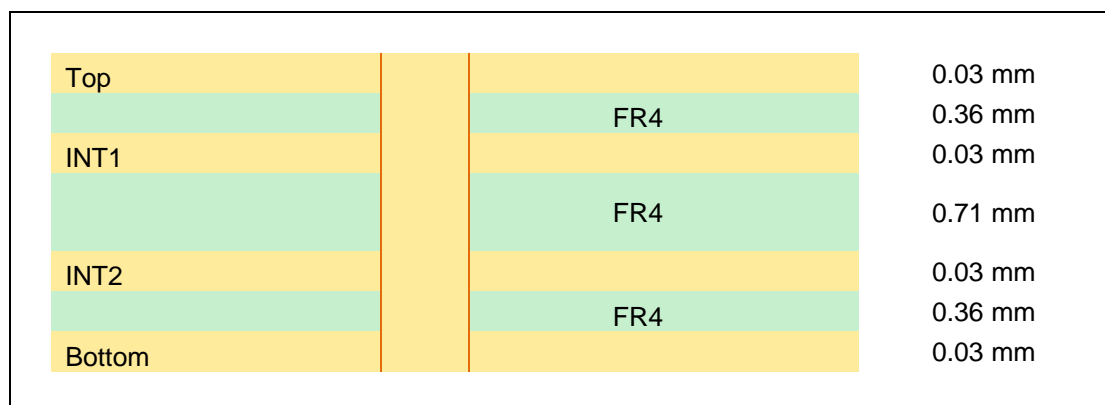 Top 0.03 mm
FR4 0.36 mm
INT1 0.03 mm
FR4 0.71 mm
INT2 0.03 mm
FR4 0.36 mm
Bottom 0.03 mm